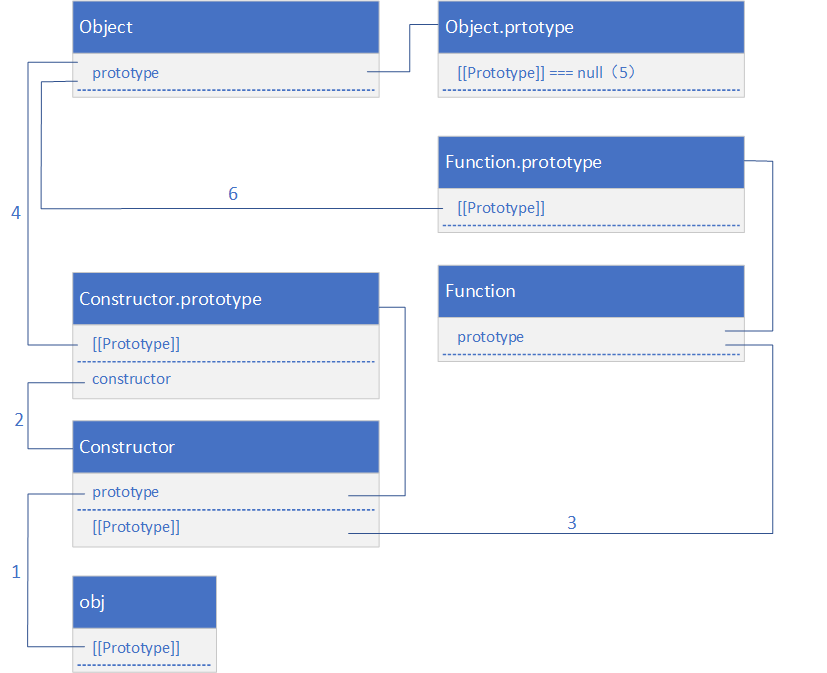 Object
prototype
Object.prtotype
[[Prototype]] === null（5）
Function.prototype
[[Prototype]]
6
4
Constructor.prototype
[[Prototype]]
constructor
Function
prototype
2
Constructor
prototype
[[Prototype]]
3
1
obj
[[Prototype]]